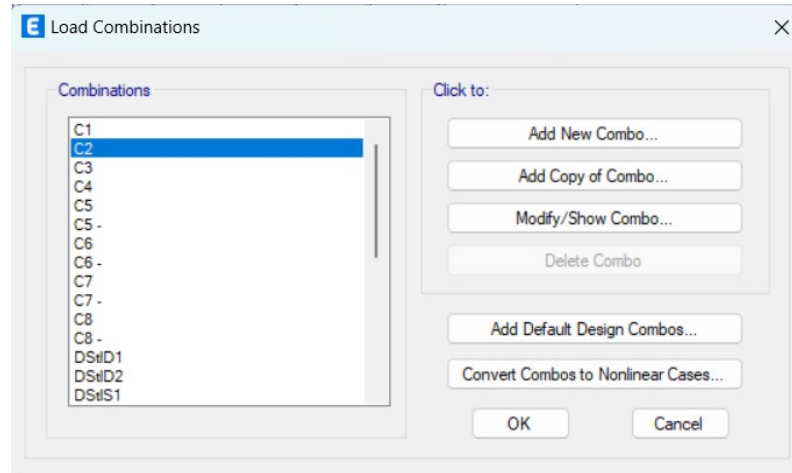 E Load Combinations
Combinations
C1
C2
C3
C4
C5
C5 -
C6
C6 -
C7
C7 -
C8
C8 -
DStlD1
DStlD2
DStlS1
Click to:
Add New Combo...
Add Copy of Combo...
Modify/Show Combo...
Delete Combo
Add Default Design Combos...
Convert Combos to Nonlinear Cases...
OK
Cancel